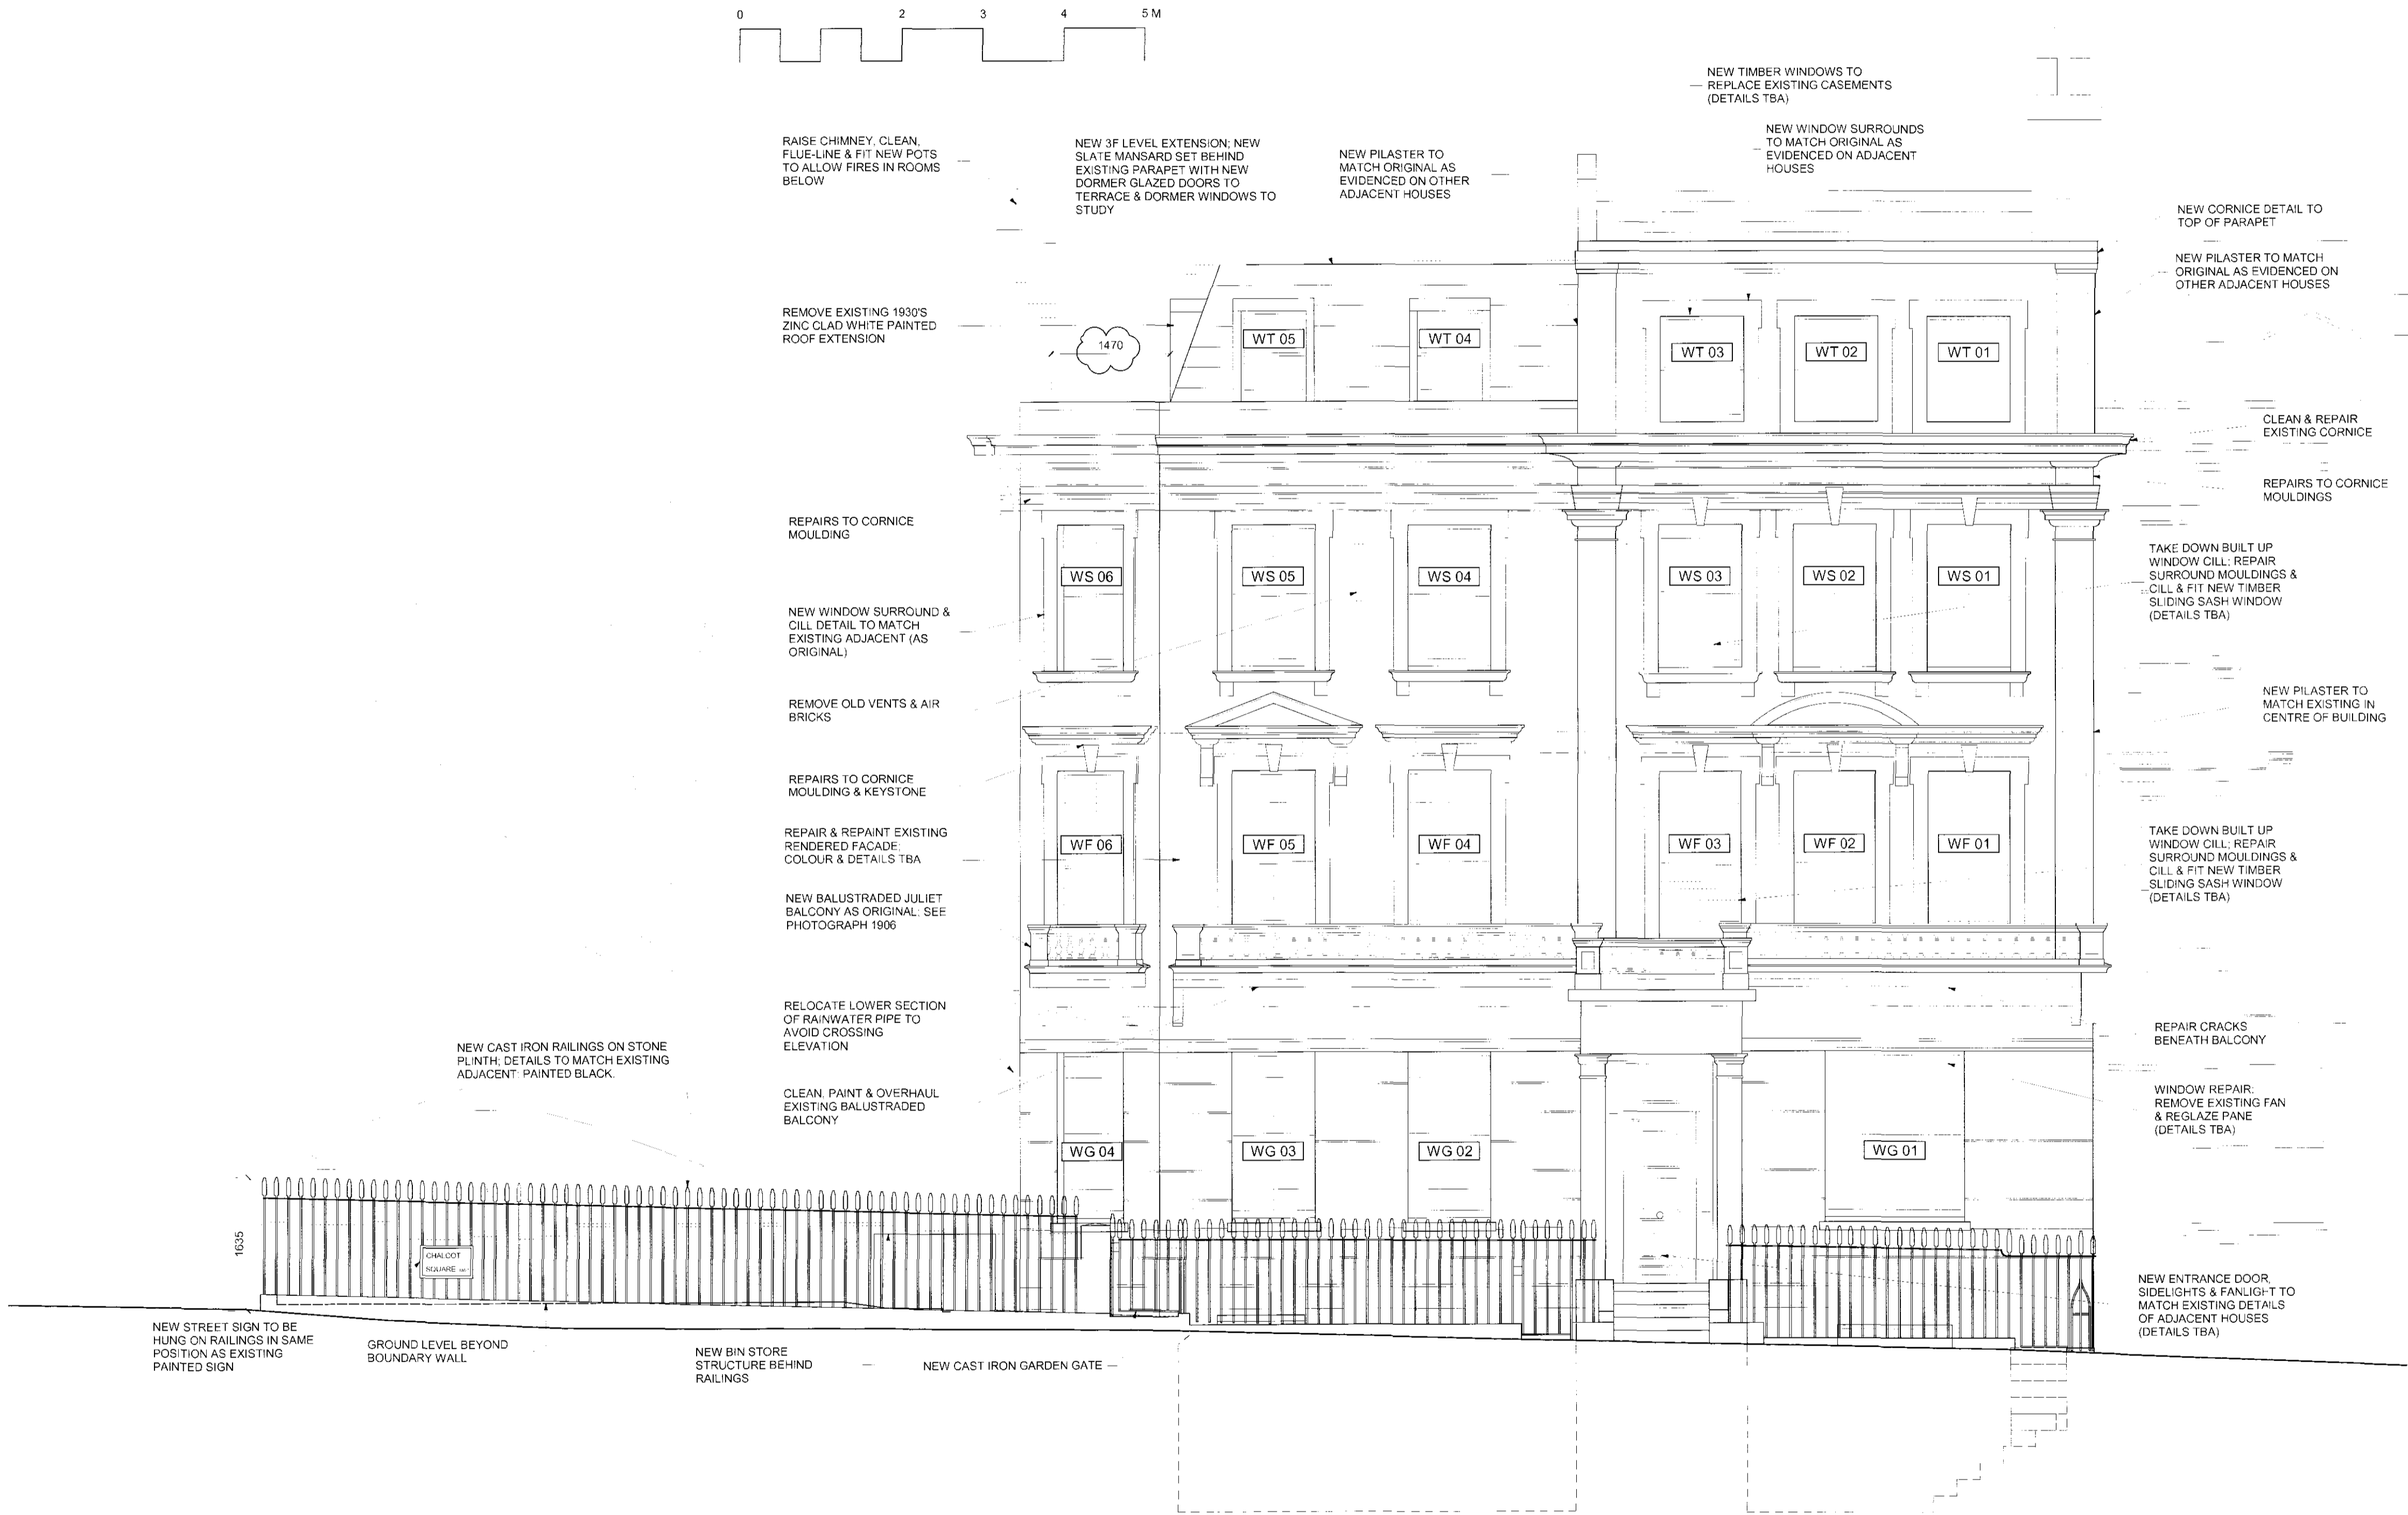 0 2 3 4 5 M
NEW TIMBER WINDOWS TO
REPLACE EXISTING CASEMENTS
(DETAILS TBA)
NEW WINDOW SURROUNDS
TO MATCH ORIGINAL AS
EVIDENCED ON ADJACENT
HOUSES
RAISE CHIMNEY, CLEAN,
FLUE-LINE & FIT NEW POTS
TO ALLOW FIRES IN ROOMS
BELOW
NEW 3F LEVEL EXTENSION; NEW
SLATE MANSARD SET BEHIND
EXISTING PARAPET WITH NEW
DORMER GLAZED DOORS TO
TERRACE & DORMER WINDOWS TO
STUDY
NEW PILASTER TO
MATCH ORIGINAL AS
EVIDENCED ON OTHER
ADJACENT HOUSES
NEW CORNICE DETAIL TO
TOP OF PARAPET
NEW PILASTER TO MATCH
ORIGINAL AS EVIDENCED ON
OTHER ADJACENT HOUSES
REMOVE EXISTING 1930'S
ZINC CLAD WHITE PAINTED
ROOF EXTENSION
1470
WT 05
WT 04
WT 03
WT 02
WT 01
CLEAN & REPAIR
EXISTING CORNICE
REPAIRS TO CORNICE
MOULDINGS
REPAIRS TO CORNICE
MOULDING
WS 06
WS 05
WS 04
WS 03
WS 02
WS 01
TAKE DOWN BUILT UP
WINDOW CILL; REPAIR
SURROUND MOULDINGS &
CILL & FIT NEW TIMBER
SLIDING SASH WINDOW
(DETAILS TBA)
NEW WINDOW SURROUND &
CILL DETAIL TO MATCH
EXISTING ADJACENT (AS
ORIGINAL)
REMOVE OLD VENTS & AIR
BRICKS
NEW PILASTER TO
MATCH EXISTING IN
CENTRE OF BUILDING
REPAIRS TO CORNICE
MOULDING & KEYSTONE
REPAIR & REPAINT EXISTING
RENDERED FACADE;
COLOUR & DETAILS TBA
WF 06
WF 05
WF 04
WF 03
WF 02
WF 01
TAKE DOWN BUILT UP
WINDOW CILL; REPAIR
SURROUND MOULDINGS &
CILL & FIT NEW TIMBER
SLIDING SASH WINDOW
(DETAILS TBA)
NEW BALUSTRADED JULIET
BALCONY AS ORIGINAL; SEE
PHOTOGRAPH 1906
RELOCATE LOWER SECTION
OF RAINWATER PIPE TO
AVOID CROSSING
ELEVATION
REPAIR CRACKS
BENEATH BALCONY
NEW CAST IRON RAILINGS ON STONE
PLINTH; DETAILS TO MATCH EXISTING
ADJACENT; PAINTED BLACK.
CLEAN, PAINT & OVERHAUL
EXISTING BALUSTRADED
BALCONY
WINDOW REPAIR;
REMOVE EXISTING FAN
& REGLAZE PANE
(DETAILS TBA)
WG 04
WG 03
WG 02
WG 01
1635
CHALCOT
SQUARE
NEW ENTRANCE DOOR,
SIDELIGHTS & FANLIGHT TO
MATCH EXISTING DETAILS
OF ADJACENT HOUSES
(DETAILS TBA)
NEW STREET SIGN TO BE
HUNG ON RAILINGS IN SAME
POSITION AS EXISTING
PAINTED SIGN
GROUND LEVEL BEYOND
BOUNDARY WALL
NEW BIN STORE
STRUCTURE BEHIND
RAILINGS
NEW CAST IRON GARDEN GATE